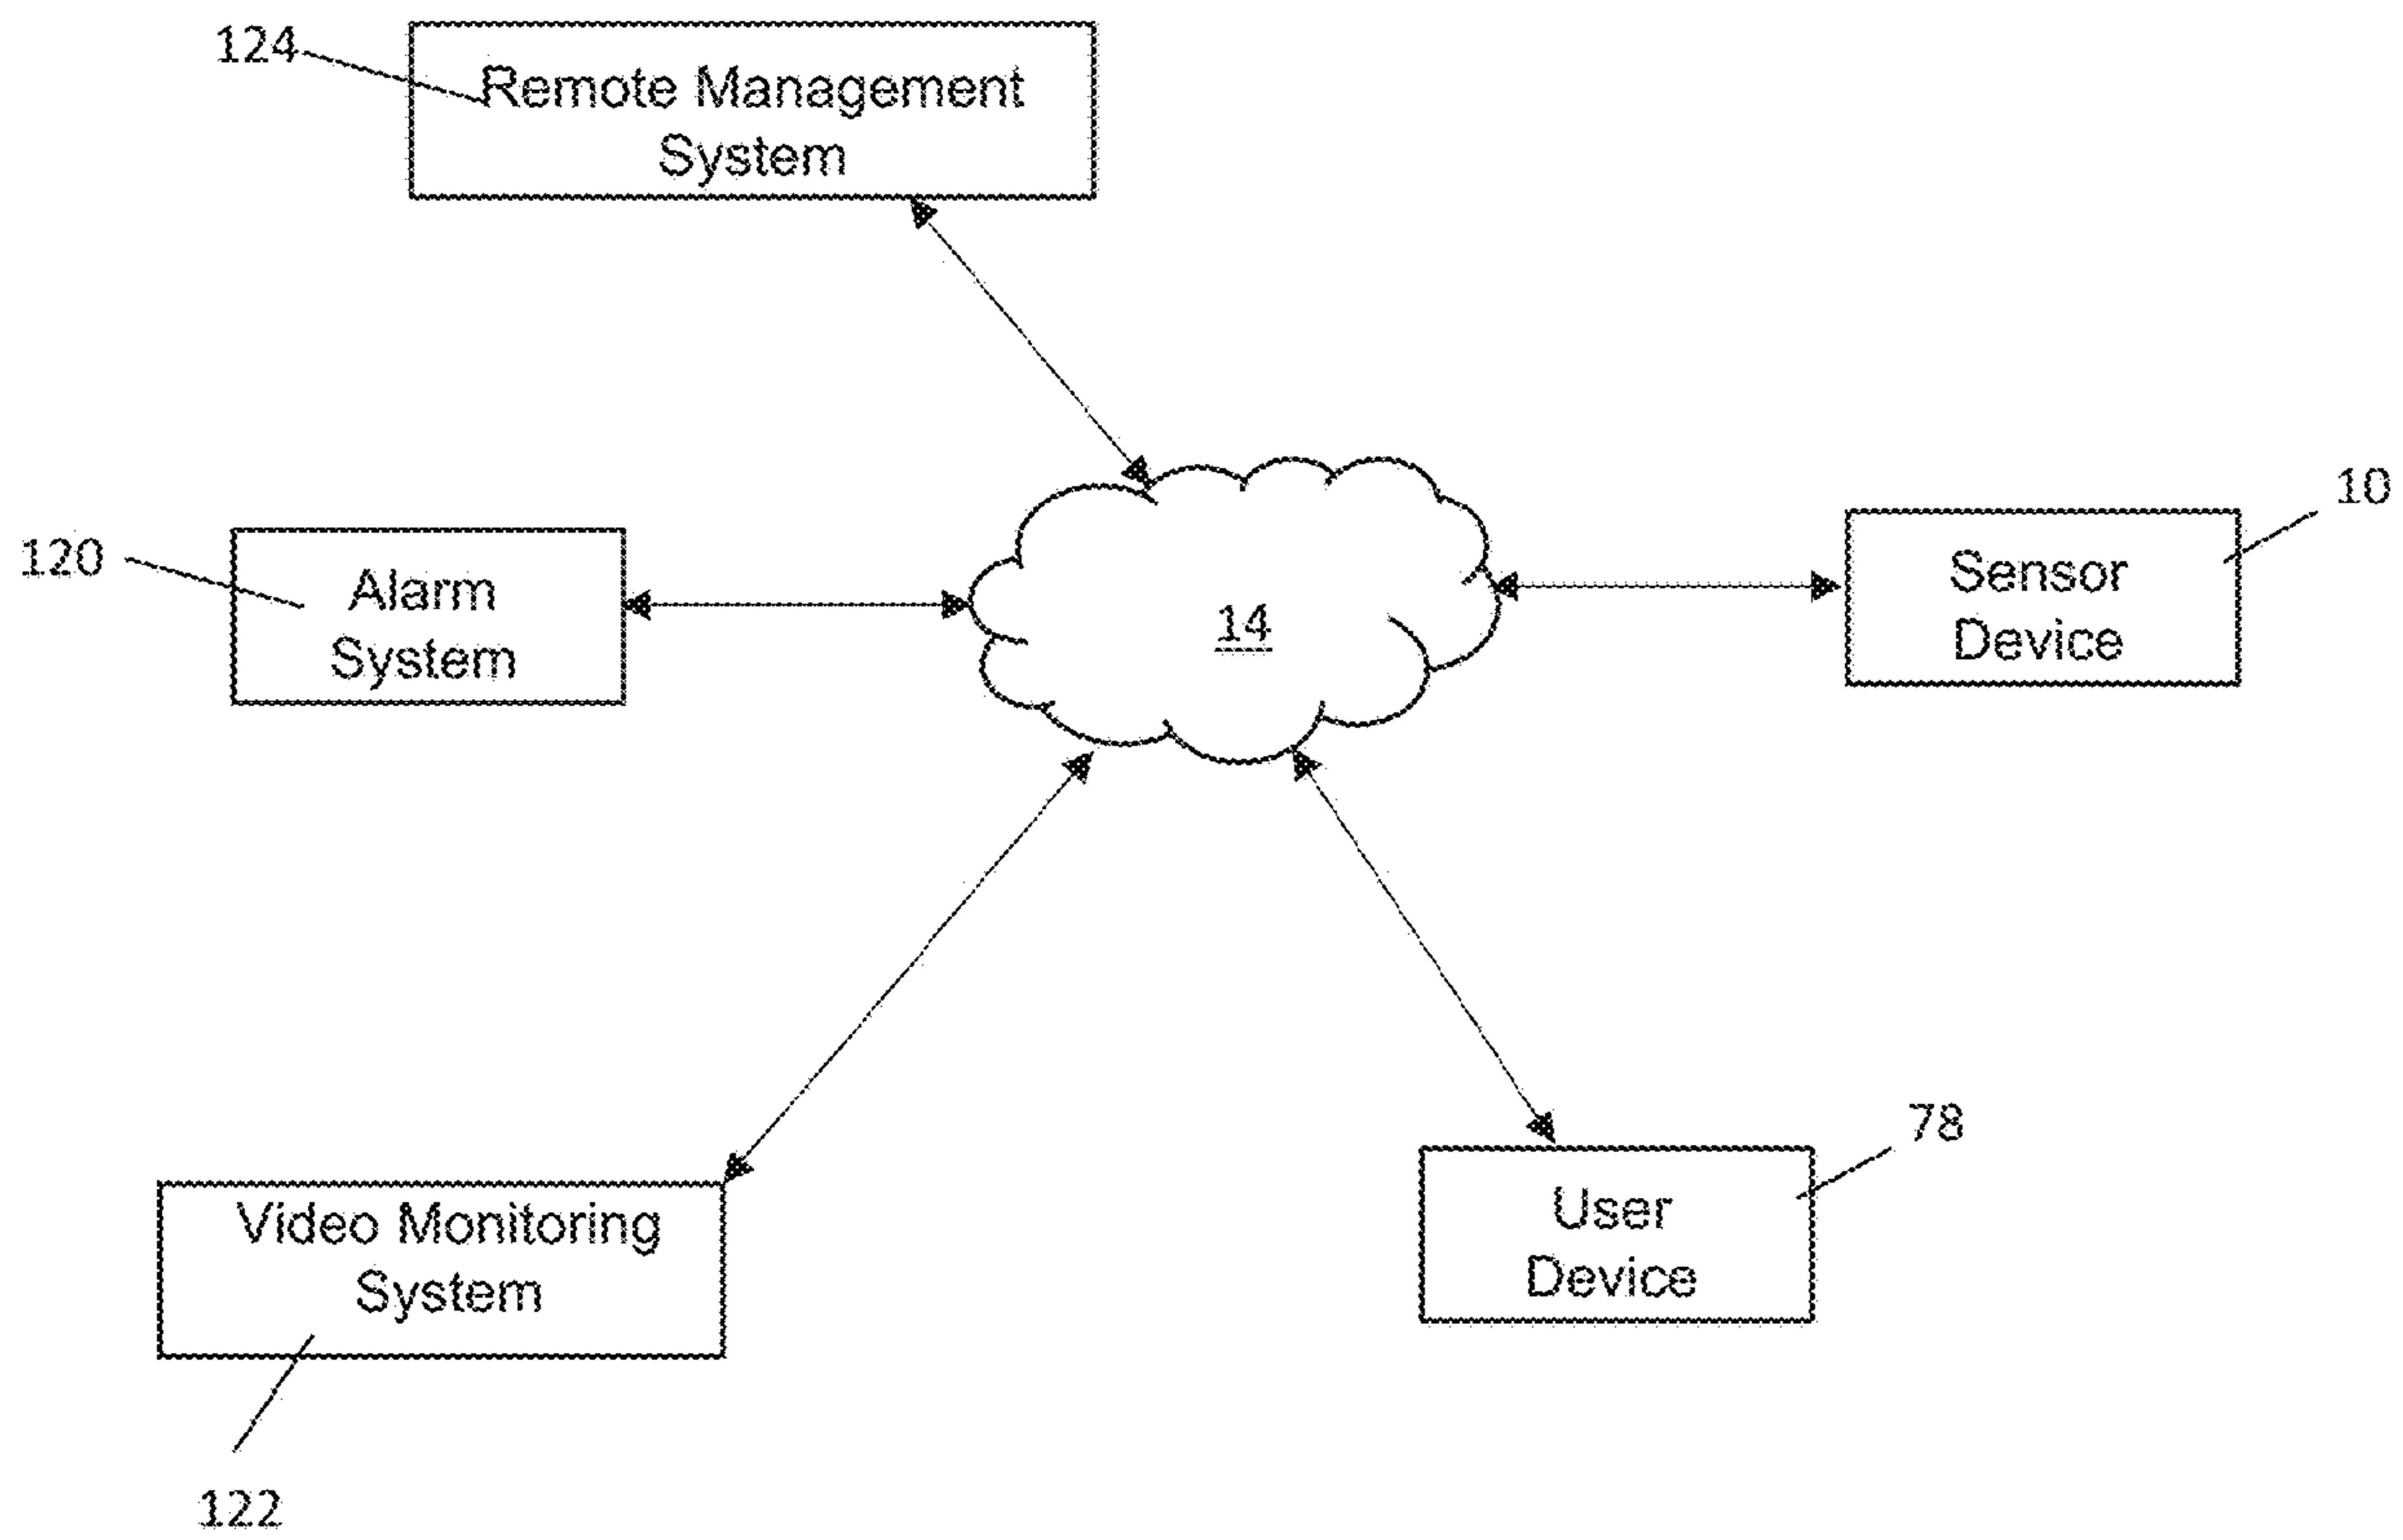 124
Remote Management
System
10
120
Alarm
System
14
Sensor
Device
78
Video Monitoring
System
User
Device
122